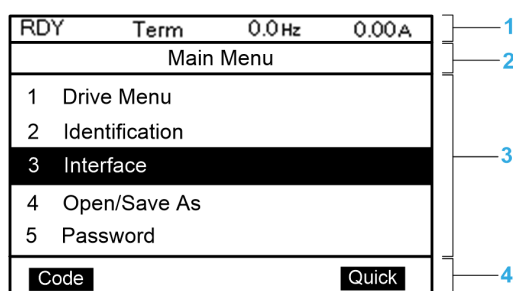 RDY Term 0.0Hz 0.00A 1
Main Menu 2
1 Drive Menu
2 Identification
3 Interface 3
4 Open/Save As
5 Password
Code Quick 4